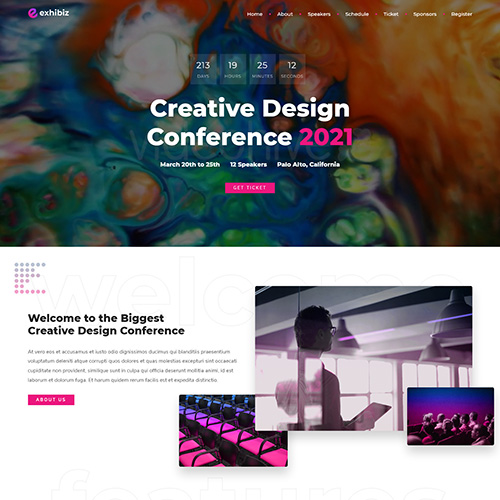 exhibiz
Home About Speakers Schedule Ticket Sponsors Register
213 19 25 12
DAYS HOURS MINUTES SECONDS
Creative Design
Conference 2021
March 20th to 25th 12 Speakers Palo Alto, California
GET TICKET
welcome
E
Welcome to the Biggest
Creative Design Conference
At vero eos et accusamus et iusto odio dignissimos ducimus qui blanditiis praesentium
voluptatum deleniti atque corrupti quos dolores et quas molestias excepturi sint occaecati
cupiditate non provident, similique sunt in culpa qui officia deserunt mollitia animi, id est
laborum et dolorum fuga. Et harum quidem rerum facilis est et expedita distinctio.
ABOUT US
features